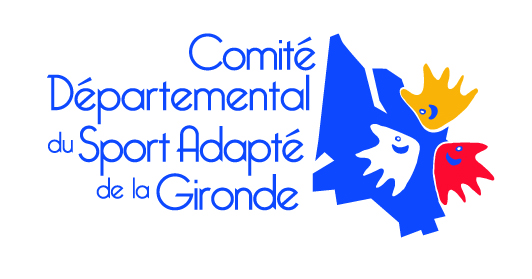 Comité
Départemental
du Sport Adapté
de la Gironde